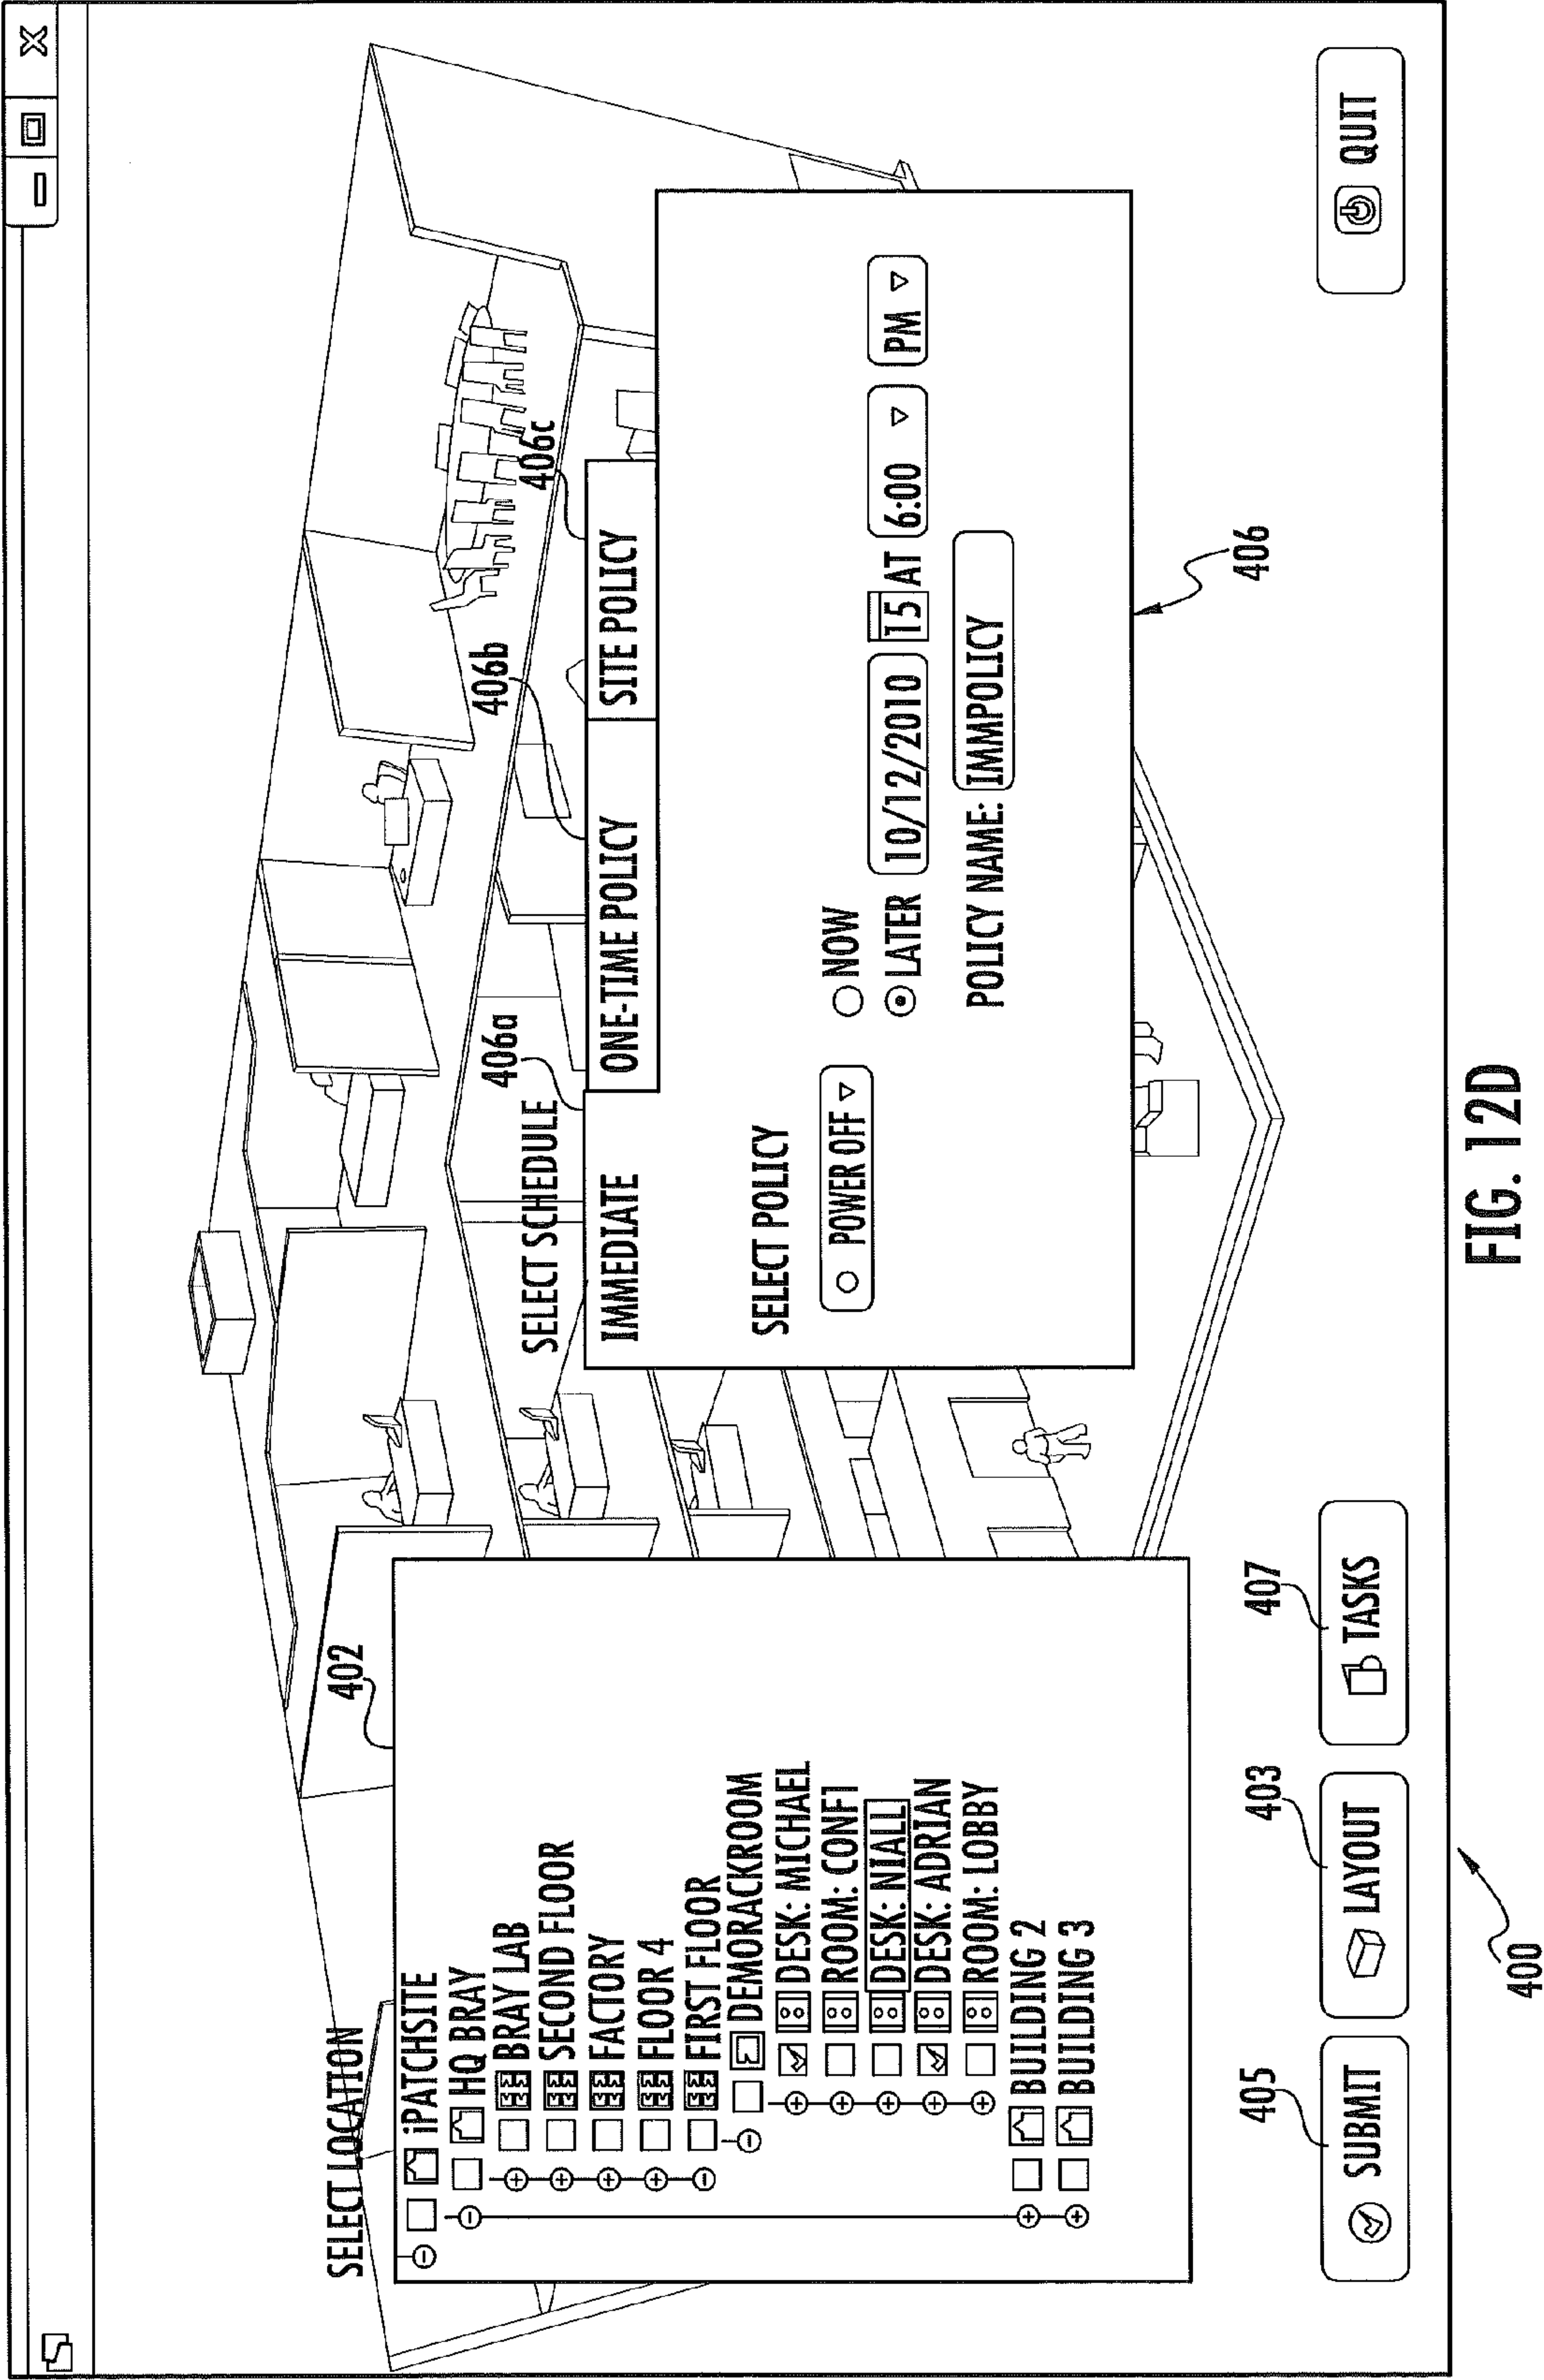 X
SELECT LOCATION
402
iPATCHSITE
HQ BRAY
BRAY LAB
SECOND FLOOR
FACTORY
FLOOR 4
FIRST FLOOR
DEMORACKROOM
DESK: MICHAEL
ROOM: CONF1
DESK: NIALL
DESK: ADRIAN
ROOM: LOBBY
BUILDING 2
BUILDING 3
SELECT SCHEDULE
406a
406b
406c
IMMEDIATE
ONE-TIME POLICY
SITE POLICY
SELECT POLICY
POWER OFF
NOW
LATER 10/12/2010 15 AT 6:00 PM
POLICY NAME: IMMPOLICY
406
405
403
407
SUBMIT
LAYOUT
TASKS
QUIT
400
FIG. 12D